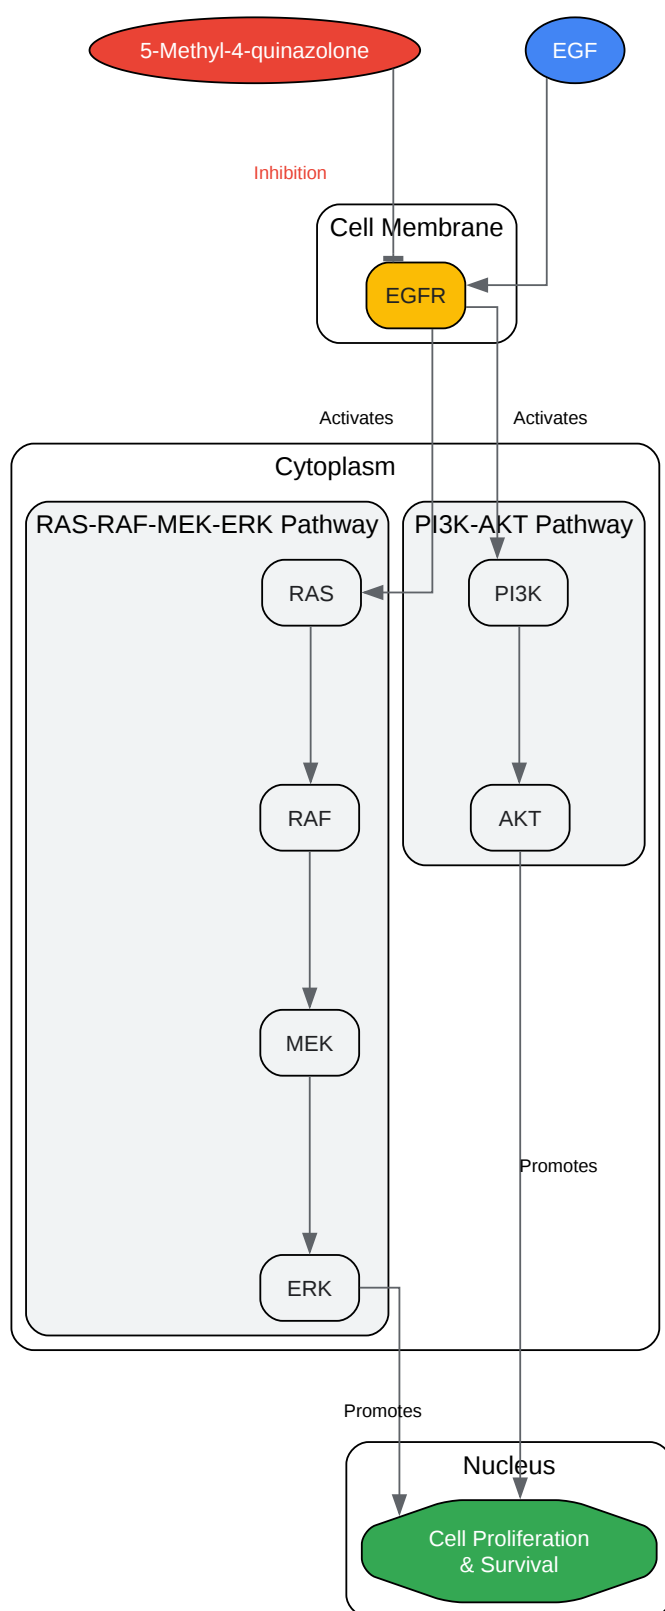 5-Methyl-4-quinazolone
EGF
Inhibition
Cell Membrane
EGFR
Activates
Activates
Cytoplasm
RAS-RAF-MEK-ERK Pathway
PI3K-AKT Pathway
RAS
PI3K
RAF
AKT
MEK
Promotes
ERK
Promotes
Nucleus
Cell Proliferation
& Survival